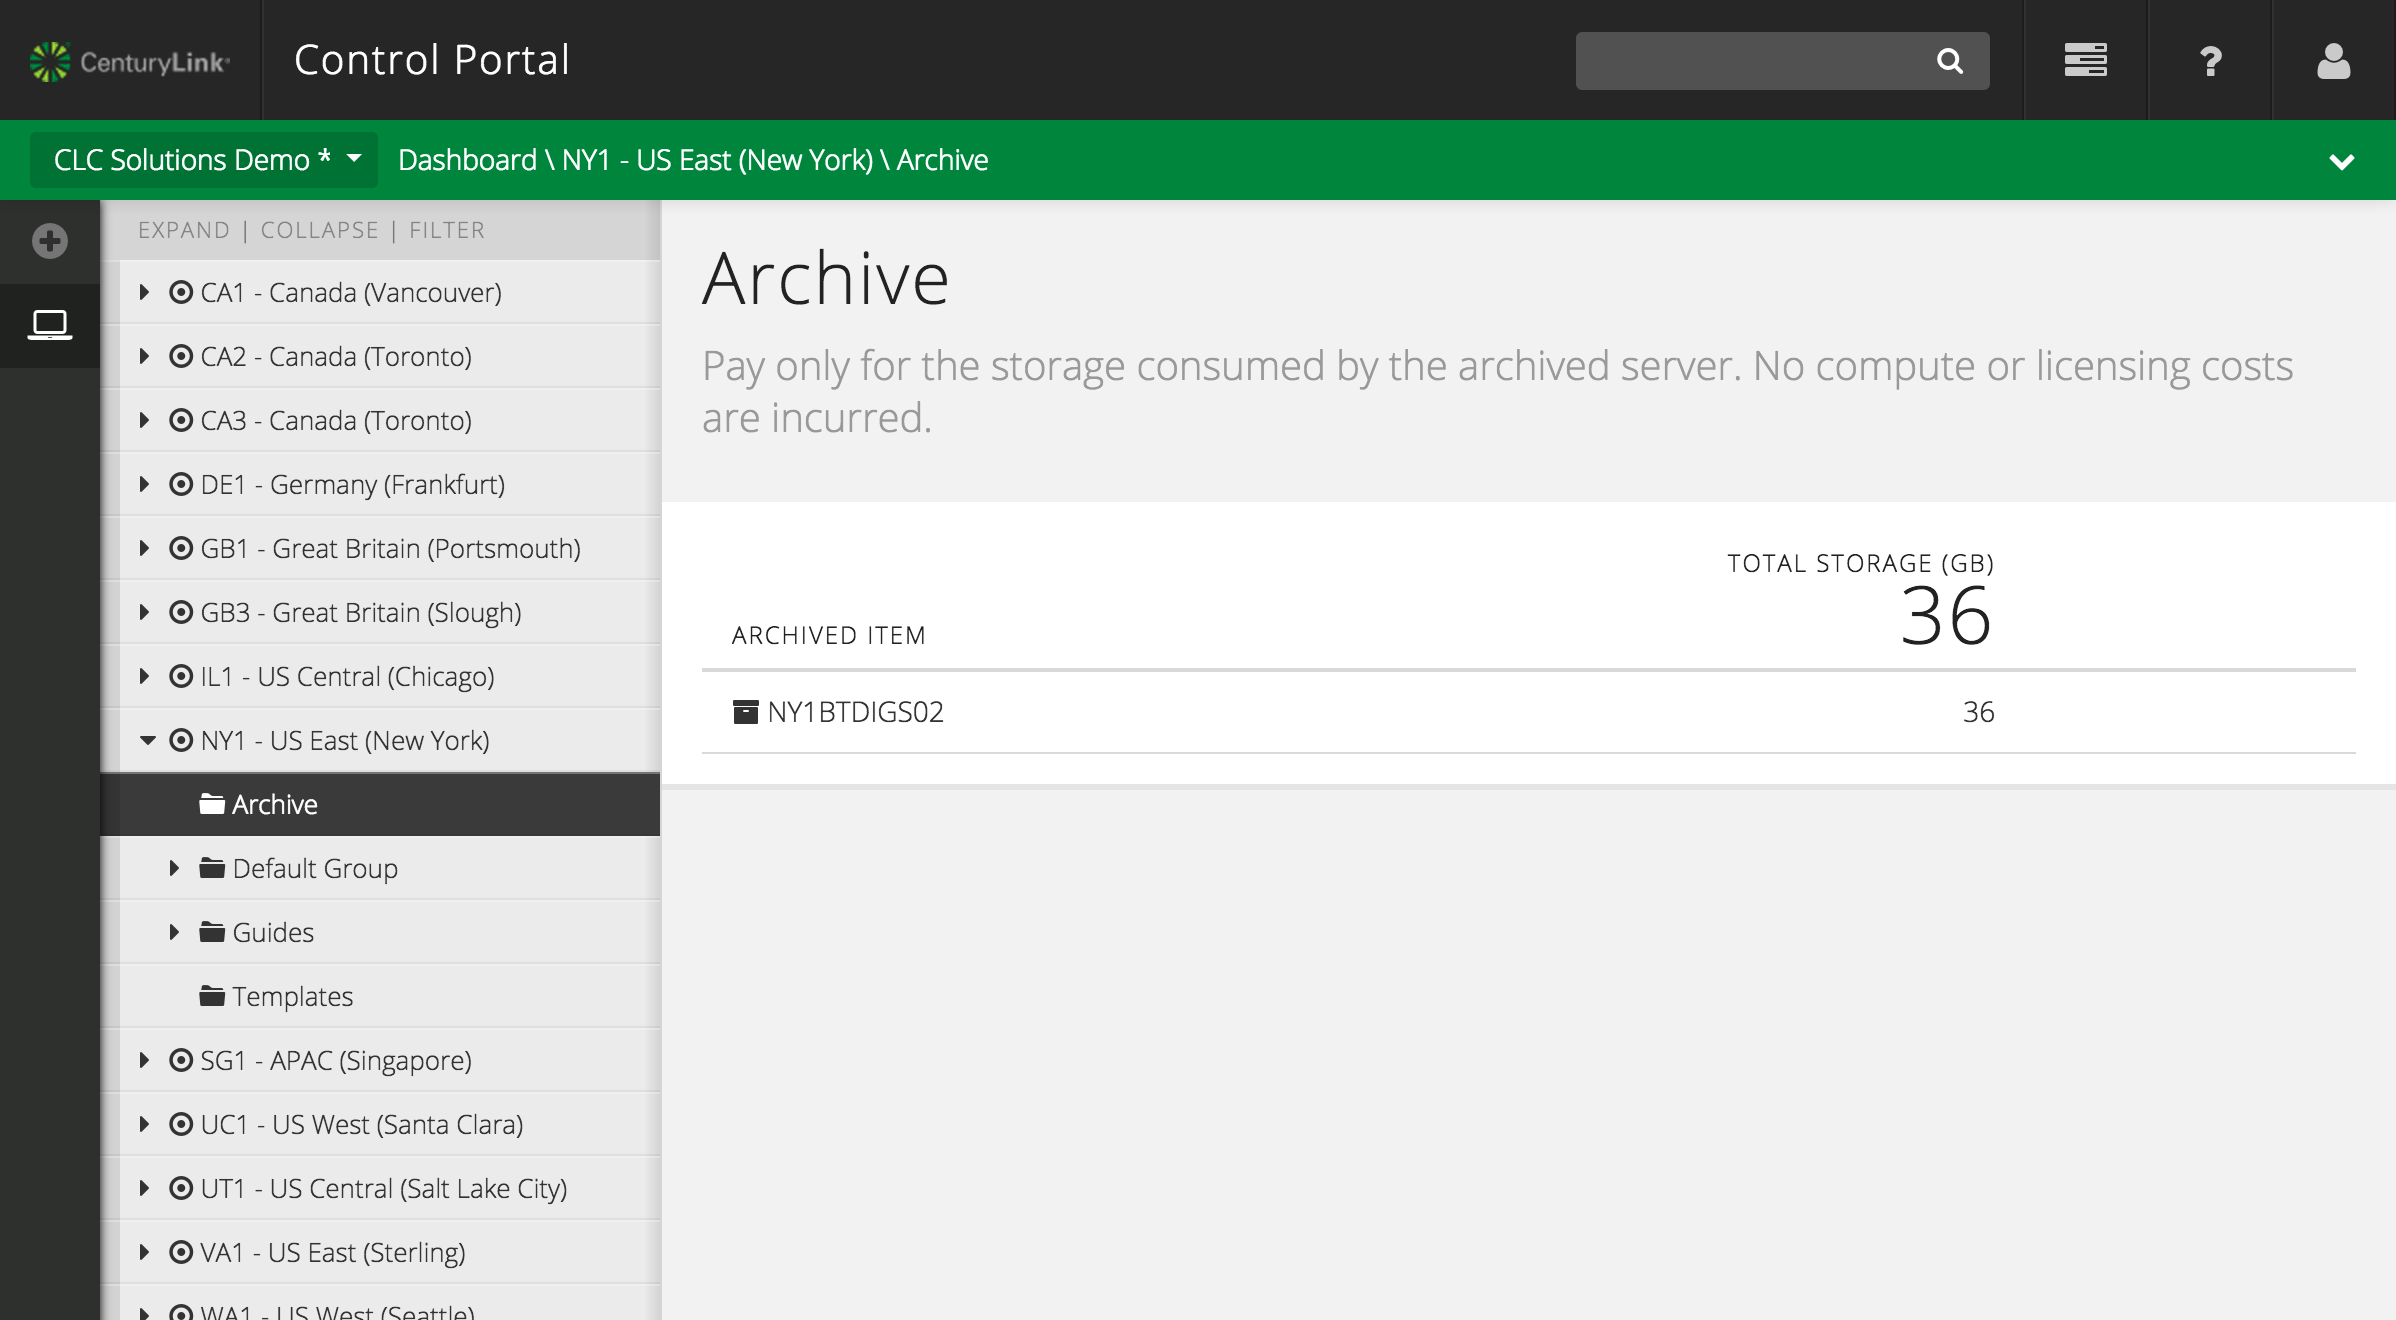 CenturyLink
Control Portal
?
CLC Solutions Demo *
Dashboard \ NY1 - US East (New York) \ Archive
EXPAND | COLLAPSE | FILTER
CA1 - Canada (Vancouver)
CA2 - Canada (Toronto)
CA3 - Canada (Toronto)
DE1 - Germany (Frankfurt)
GB1 - Great Britain (Portsmouth)
GB3 - Great Britain (Slough)
IL1 - US Central (Chicago)
NY1 - US East (New York)
Archive
Default Group
Guides
Templates
SG1 - APAC (Singapore)
UC1 - US West (Santa Clara)
UT1 - US Central (Salt Lake City)
VA1 - US East (Sterling)
WA1 - US West (Seattle)
Archive
Pay only for the storage consumed by the archived server. No compute or licensing costs
are incurred.
TOTAL STORAGE (GB)
36
ARCHIVED ITEM
NY1BTDIGS02 36